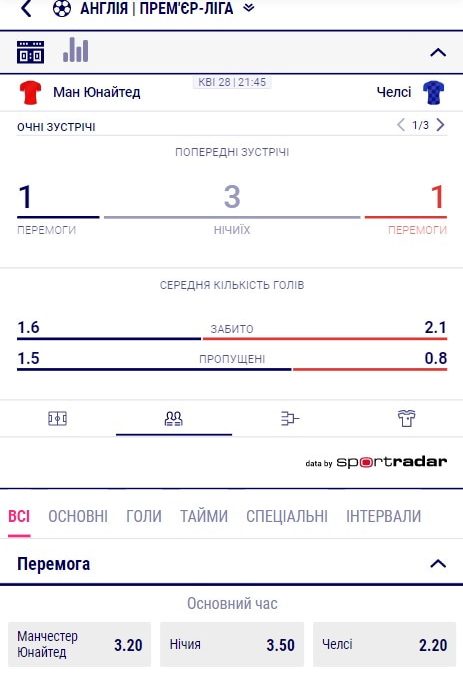 АНГЛІЯ | ПРЕМ'ЄР-ЛІГА
КВІ 28 | 21:45
Ман Юнайтед
Челсі
ОЧНІ ЗУСТРІЧІ
1/3
ПОПЕРЕДНІ ЗУСТРІЧІ
1 3 1
ПЕРЕМОГИ НІЧИЇХ ПЕРЕМОГИ
СЕРЕДНЯ КІЛЬКІСТЬ ГОЛІВ
1.6 ЗАБИТО 2.1
1.5 ПРОПУЩЕНІ 0.8
data by sportradar
ВСІ ОСНОВНІ ГОЛИ ТАЙМИ СПЕЦІАЛЬНІ ІНТЕРВАЛИ
Перемога
Основний час
Манчестер
Юнайтед 3.20
Нічия 3.50
Челсі 2.20